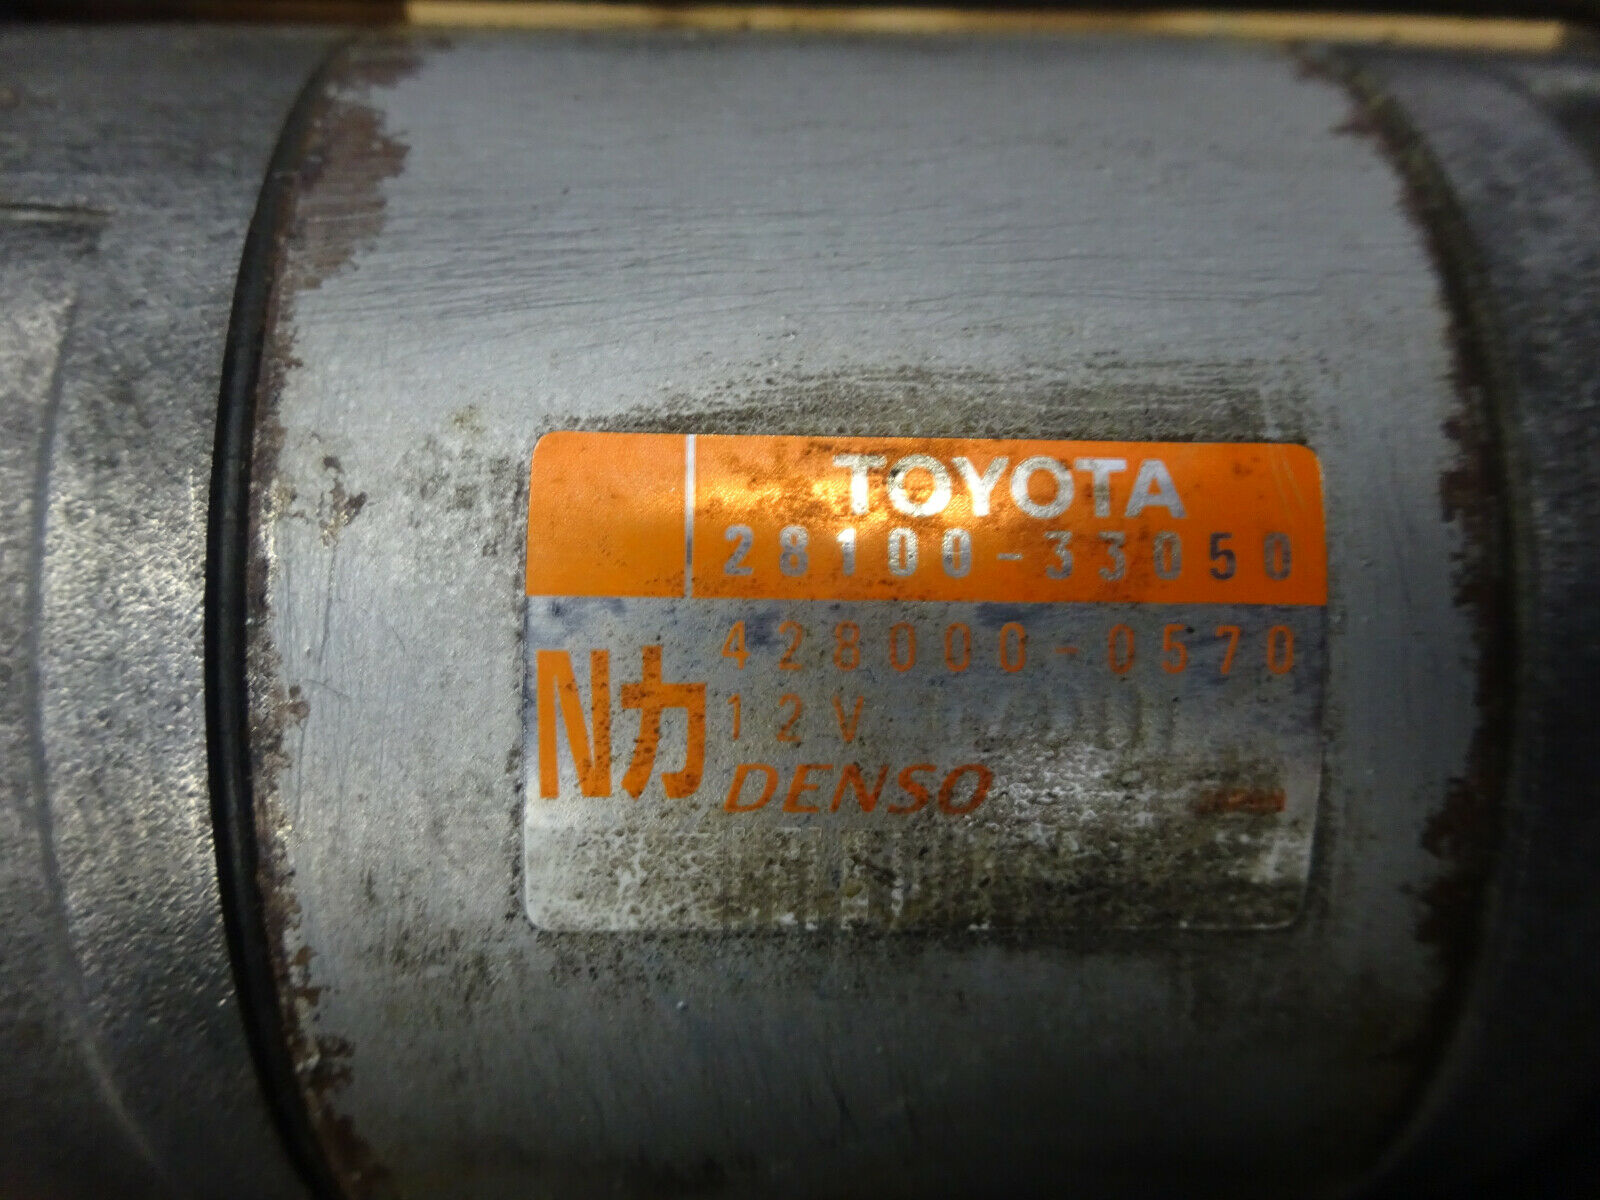 TOYOTA
28100-33050
428000-0570
Nカ
12V
DENSO